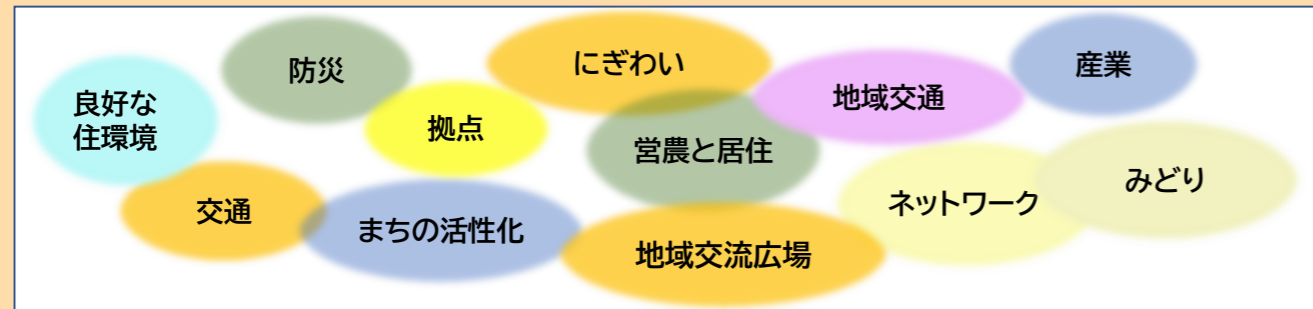 良好な
住環境
防災
にぎわい
拠点
営農と居住
地域交通
産業
交通
まちの活性化
地域交流広場
ネットワーク
みどり